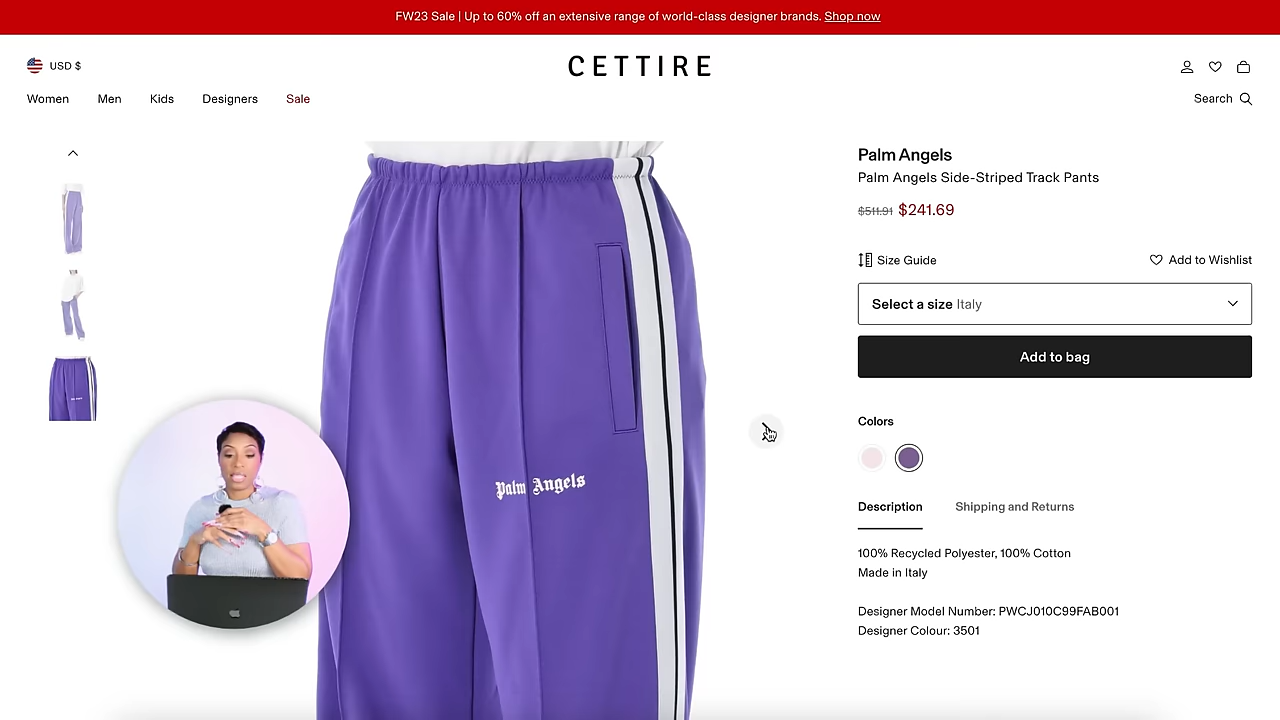 FW23 Sale | Up to 60% off an extensive range of world-class designer brands. Shop now
USD $
CETTIRE
Women Men Kids Designers Sale
Search
Palm Angels
Palm Angels Side-Striped Track Pants
$511.91 $241.69
Size Guide
Add to Wishlist
Select a size Italy
Add to bag
Palm Angels
Colors
Description Shipping and Returns
100% Recycled Polyester, 100% Cotton
Made in Italy
Designer Model Number: PWCJ010C99FAB001
Designer Colour: 3501